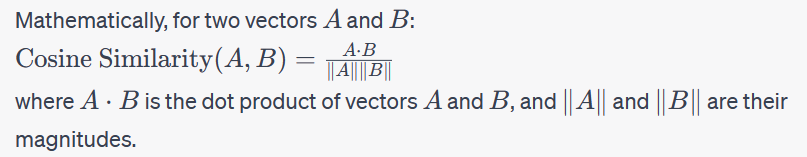 Mathematically, for two vectors A and B:
Cosine Similarity(A, B) = A·B / ‖A‖‖B‖
where A · B is the dot product of vectors A and B, and ‖A‖ and ‖B‖ are their
magnitudes.